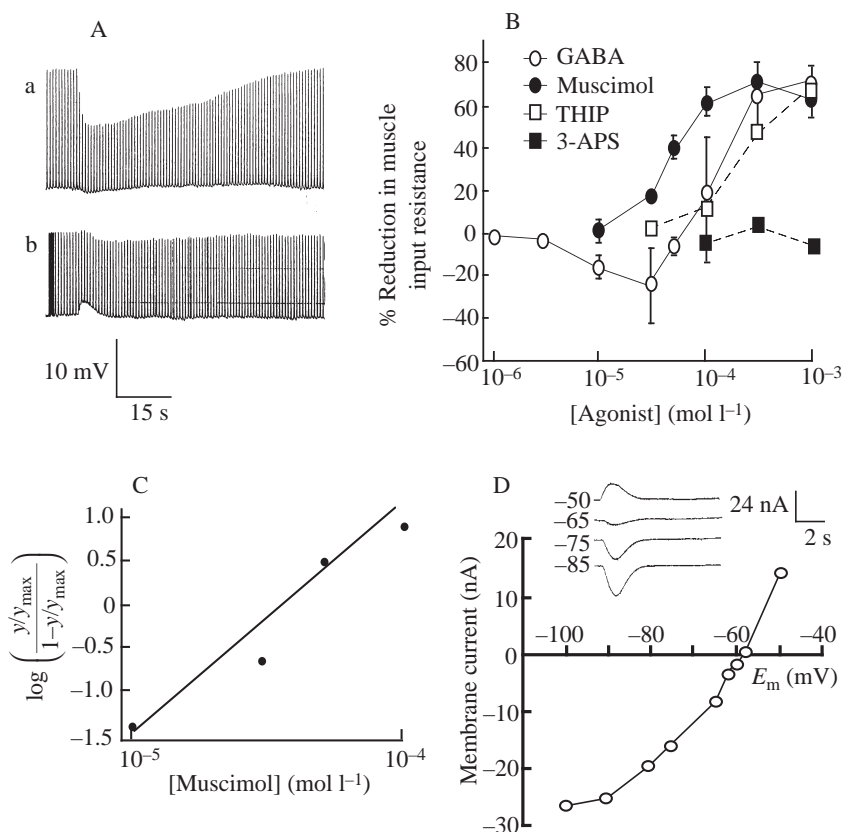 A
a
b
10 mV
15 s
B
GABA
Muscimol
THIP
3-APS
% Reduction in muscle
input resistance
80
60
40
20
0
–20
–40
–60
10⁻⁶
10⁻⁵
10⁻⁴
10⁻³
[Agonist] (mol l⁻¹)
C
log (y/yₘₐₓ / 1–y/yₘₐₓ)
1.0
0.5
0
–0.5
–1.0
–1.5
10⁻⁵
10⁻⁴
[Muscimol] (mol l⁻¹)
D
–50
–65
–75
–85
24 nA
2 s
Membrane current (nA)
20
10
0
–10
–20
–30
–100
–80
–60
–40
Eₘ (mV)